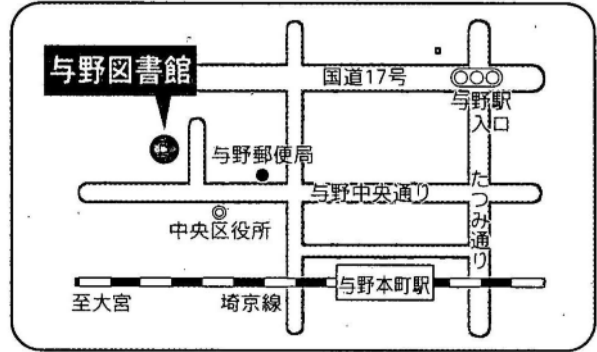 与野図書館
国道17号
与野駅
入口
与野郵便局
与野中央通り
たつみ通り
中央区役所
与野本町駅
至大宮
埼京線